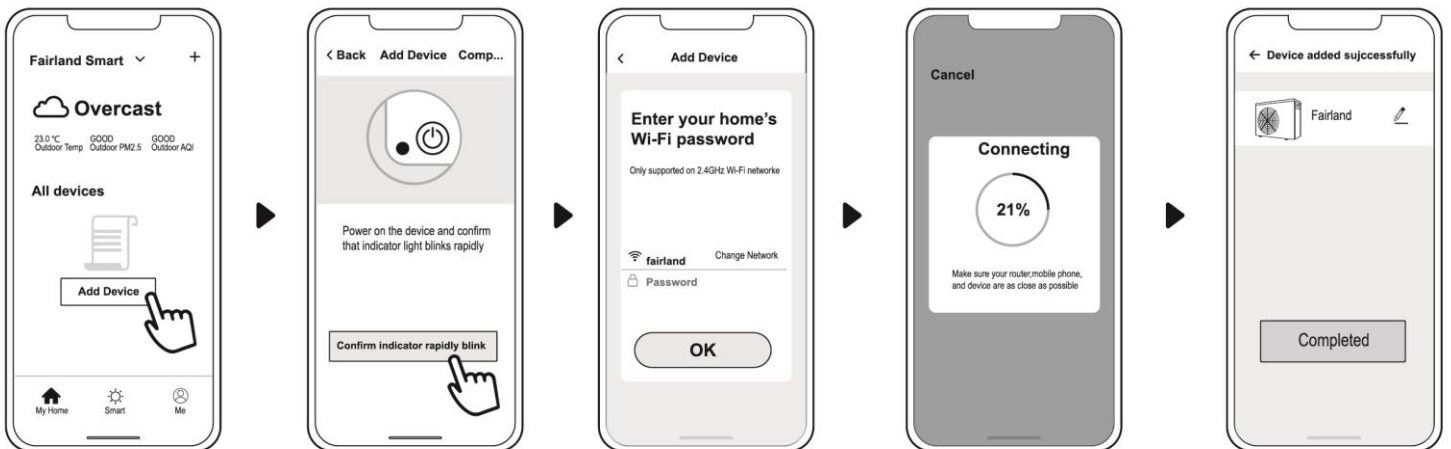 Fairland Smart
+
Overcast
23.0 °C GOOD GOOD
Outdoor Temp Outdoor PM2.5 Outdoor AQI
All devices
Add Device
My Home Smart Me
< Back Add Device Comp...
Power on the device and confirm
that indicator light blinks rapidly
Confirm indicator rapidly blink
< Add Device
Enter your home's
Wi-Fi password
Only supported on 2.4GHz Wi-Fi networke
fairland Change Network
Password
OK
Cancel
Connecting
21%
Make sure your router,mobile phone,
and device are as close as possible
← Device added sujccessfully
Fairland
Completed